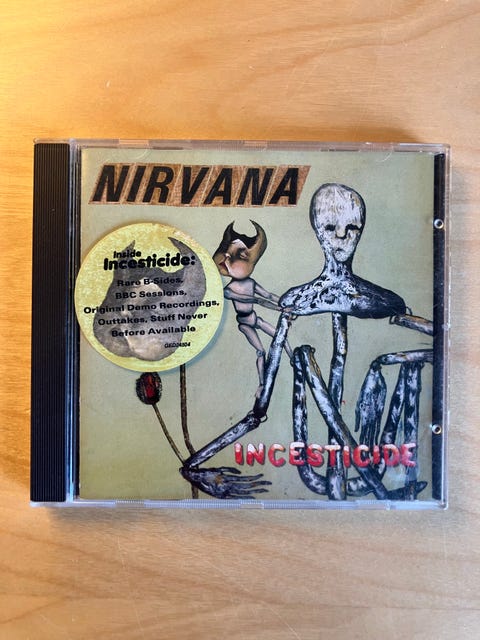 NIRVANA
Inside
Incesticide:
Rare B-Sides,
BBC Sessions,
Original Demo Recordings,
Outtakes, Stuff Never
Before Available
GED24504
INCESTICIDE